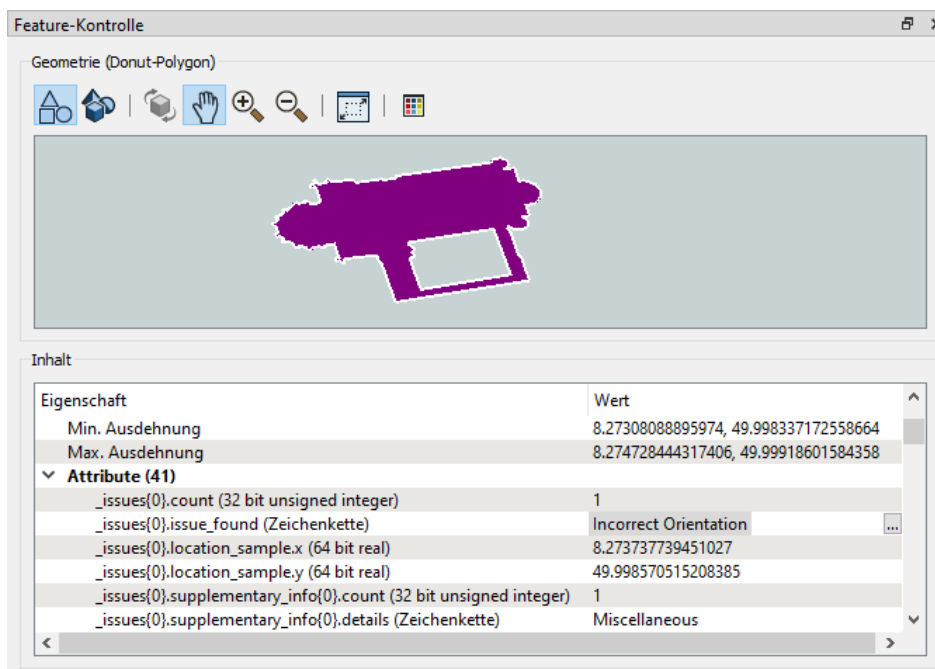 Feature-Kontrolle
Geometrie (Donut-Polygon)
Inhalt
Eigenschaft Wert
Min. Ausdehnung 8.27308088895974, 49.998337172558664
Max. Ausdehnung 8.274728444317406, 49.99918601584358
Attribute (41)
_issues{0}.count (32 bit unsigned integer) 1
_issues{0}.issue_found (Zeichenkette) Incorrect Orientation ...
_issues{0}.location_sample.x (64 bit real) 8.273737739451027
_issues{0}.location_sample.y (64 bit real) 49.998570515208385
_issues{0}.supplementary_info{0}.count (32 bit unsigned integer) 1
_issues{0}.supplementary_info{0}.details (Zeichenkette) Miscellaneous